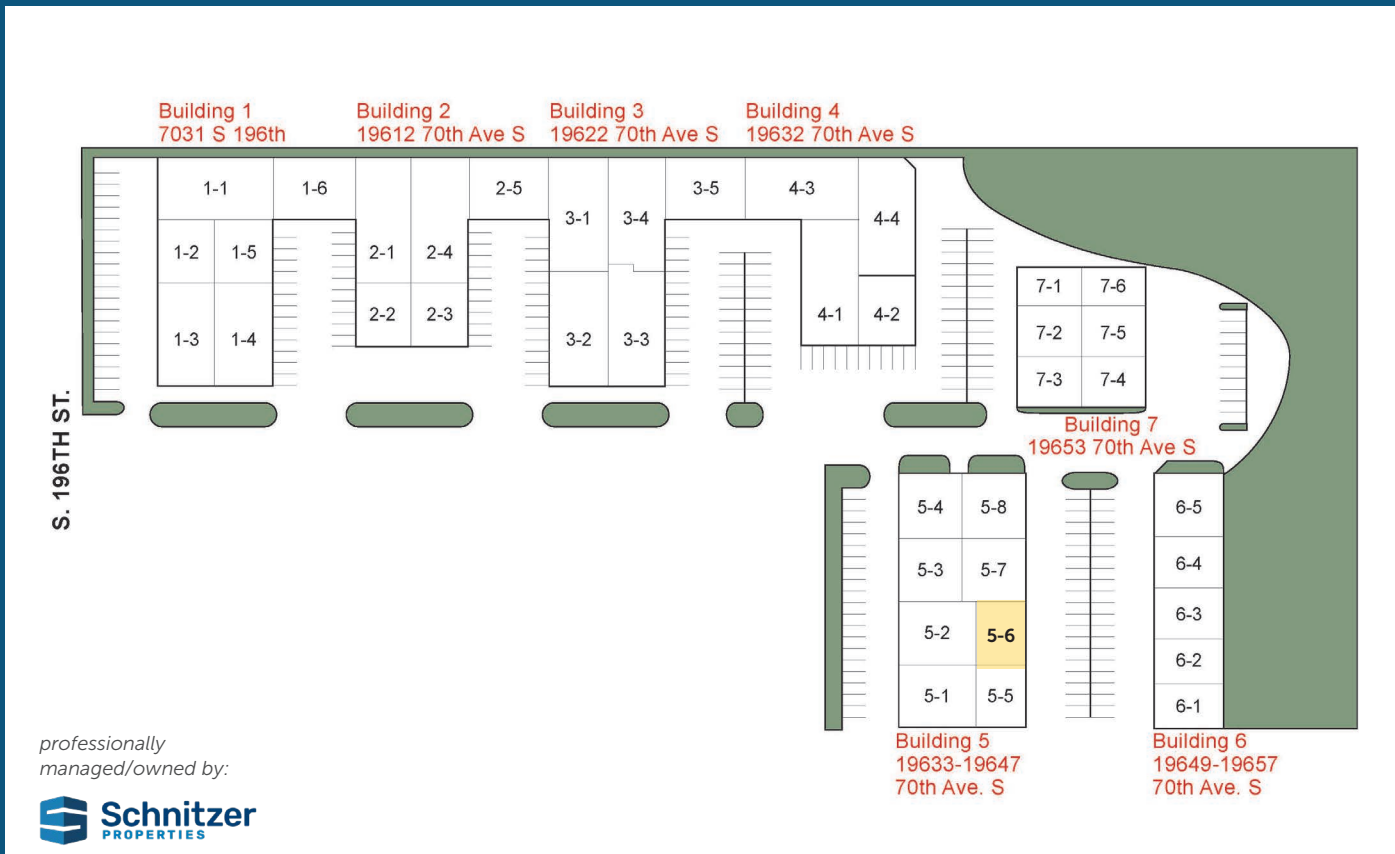 Building 1
7031 S 196th
Building 2
19612 70th Ave S
Building 3
19622 70th Ave S
Building 4
19632 70th Ave S
1-1
1-6
2-5
3-5
4-3
3-1
3-4
4-4
1-2
1-5
2-1
2-4
7-1
7-6
2-2
2-3
4-1
4-2
7-2
7-5
1-3
1-4
3-2
3-3
7-3
7-4
S. 196TH ST.
Building 7
19653 70th Ave S
5-4
5-8
6-5
5-3
5-7
6-4
5-2
5-6
6-3
6-2
5-1
5-5
6-1
Building 5
19633-19647
70th Ave. S
Building 6
19649-19657
70th Ave. S
professionally
managed/owned by:
Schnitzer
PROPERTIES